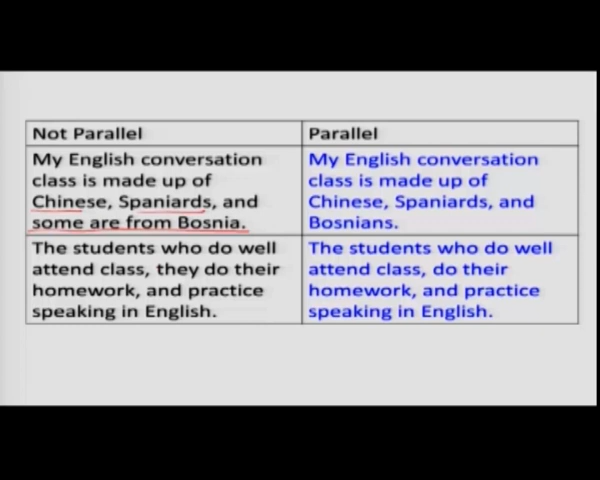 Not Parallel
Parallel
My English conversation
class is made up of
Chinese, Spaniards, and
some are from Bosnia.
My English conversation
class is made up of
Chinese, Spaniards, and
Bosnians.
The students who do well
attend class, they do their
homework, and practice
speaking in English.
The students who do well
attend class, do their
homework, and practice
speaking in English.